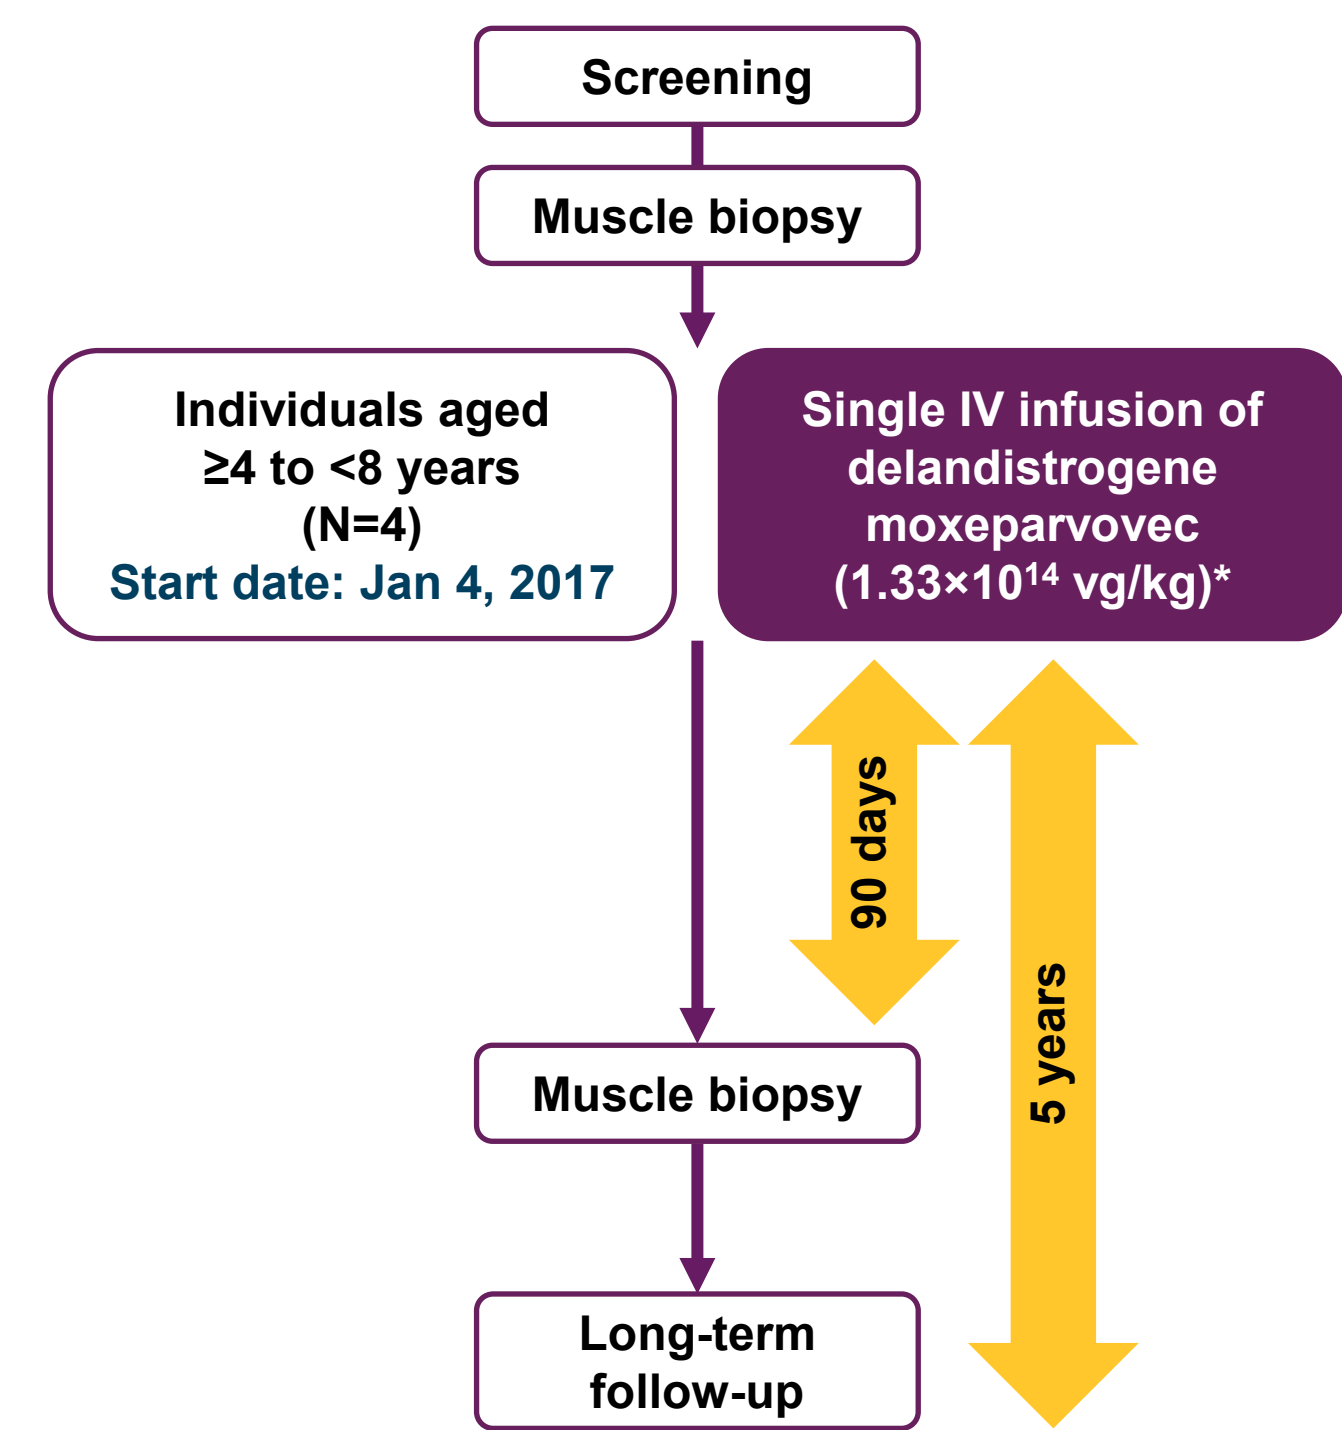 Screening
Muscle biopsy
Individuals aged
≥4 to <8 years
(N=4)
Start date: Jan 4, 2017
Single IV infusion of
delandistrogene
moxeparvovec
(1.33×10¹⁴ vg/kg)*
90 days
5 years
Muscle biopsy
Long-term
follow-up